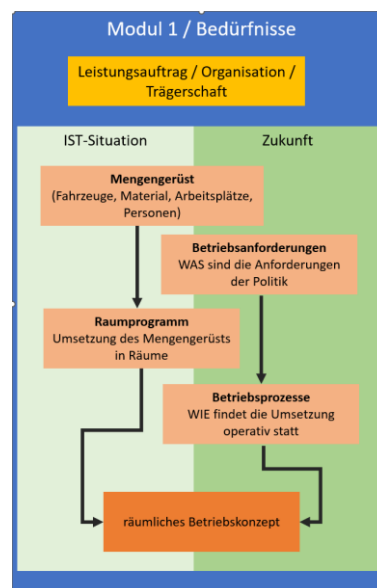 Modul 1 / Bedürfnisse
Leistungsauftrag / Organisation /
Trägerschaft
IST-Situation
Zukunft
Mengengerüst
(Fahrzeuge, Material, Arbeitsplätze,
Personen)
Betriebsanforderungen
WAS sind die Anforderungen
der Politik
Raumprogramm
Umsetzung des Mengengerüsts
in Räume
Betriebsprozesse
WIE findet die Umsetzung
operativ statt
räumliches Betriebskonzept